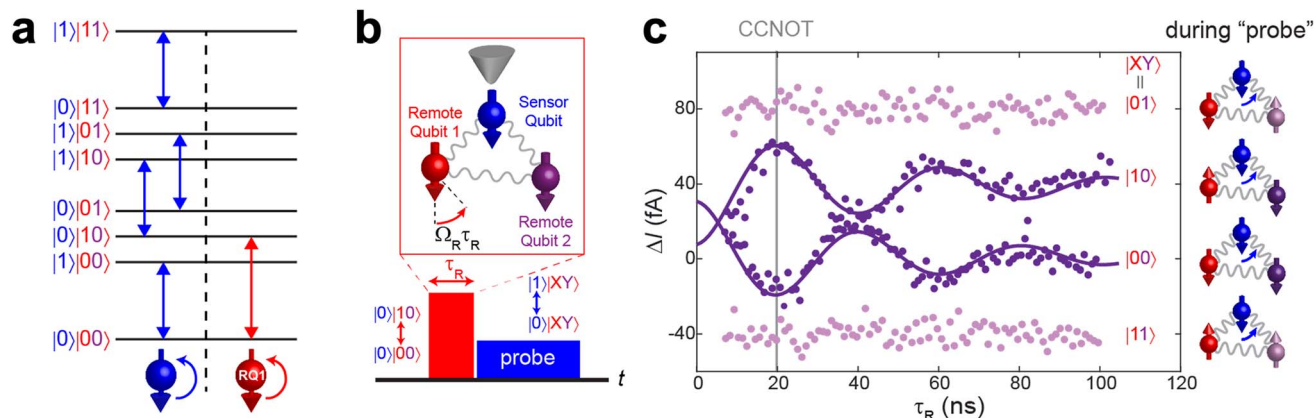 a
|1⟩|11⟩
|0⟩|11⟩
|1⟩|01⟩
|1⟩|10⟩
|0⟩|01⟩
|0⟩|10⟩
|1⟩|00⟩
|0⟩|00⟩
RQ1
b
Sensor
Qubit
Remote
Qubit 1
Remote
Qubit 2
Ω_Rτ_R
τ_R
|0⟩|10⟩
|0⟩|00⟩
|1⟩|XY⟩
|0⟩|XY⟩
probe
t
c
CCNOT
during “probe”
|XY⟩
=
|01⟩
|10⟩
|00⟩
|11⟩
ΔI (fA)
80
40
0
-40
0
20
40
60
80
100
120
τ_R (ns)